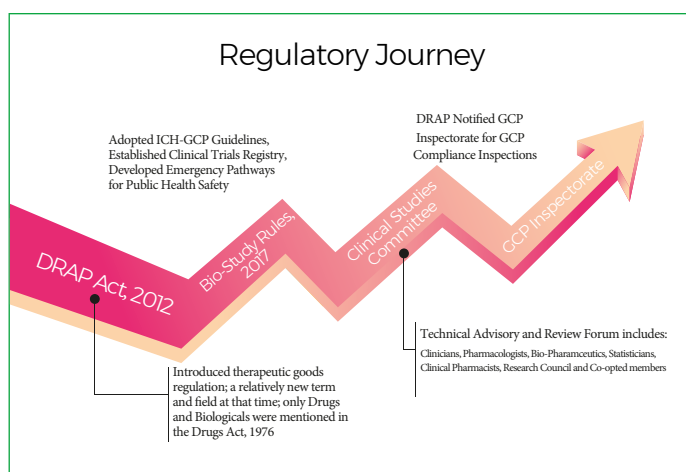 Regulatory Journey
Adopted ICH-GCP Guidelines,
Established Clinical Trials Registry,
Developed Emergency Pathways
for Public Health Safety
DRAP Notified GCP
Inspectorate for GCP
Compliance Inspections
DRAP Act, 2012
Bio-Study Rules,
2017
Clinical Studies
Committee
GCP Inspectorate
Introduced therapeutic goods
regulation; a relatively new term
and field at that time; only Drugs
and Biologicals were mentioned in
the Drugs Act, 1976
Technical Advisory and Review Forum includes:
Clinicians, Pharmacologists, Bio-Pharamceutics, Statisticians,
Clinical Pharmacists, Research Council and Co-opted members